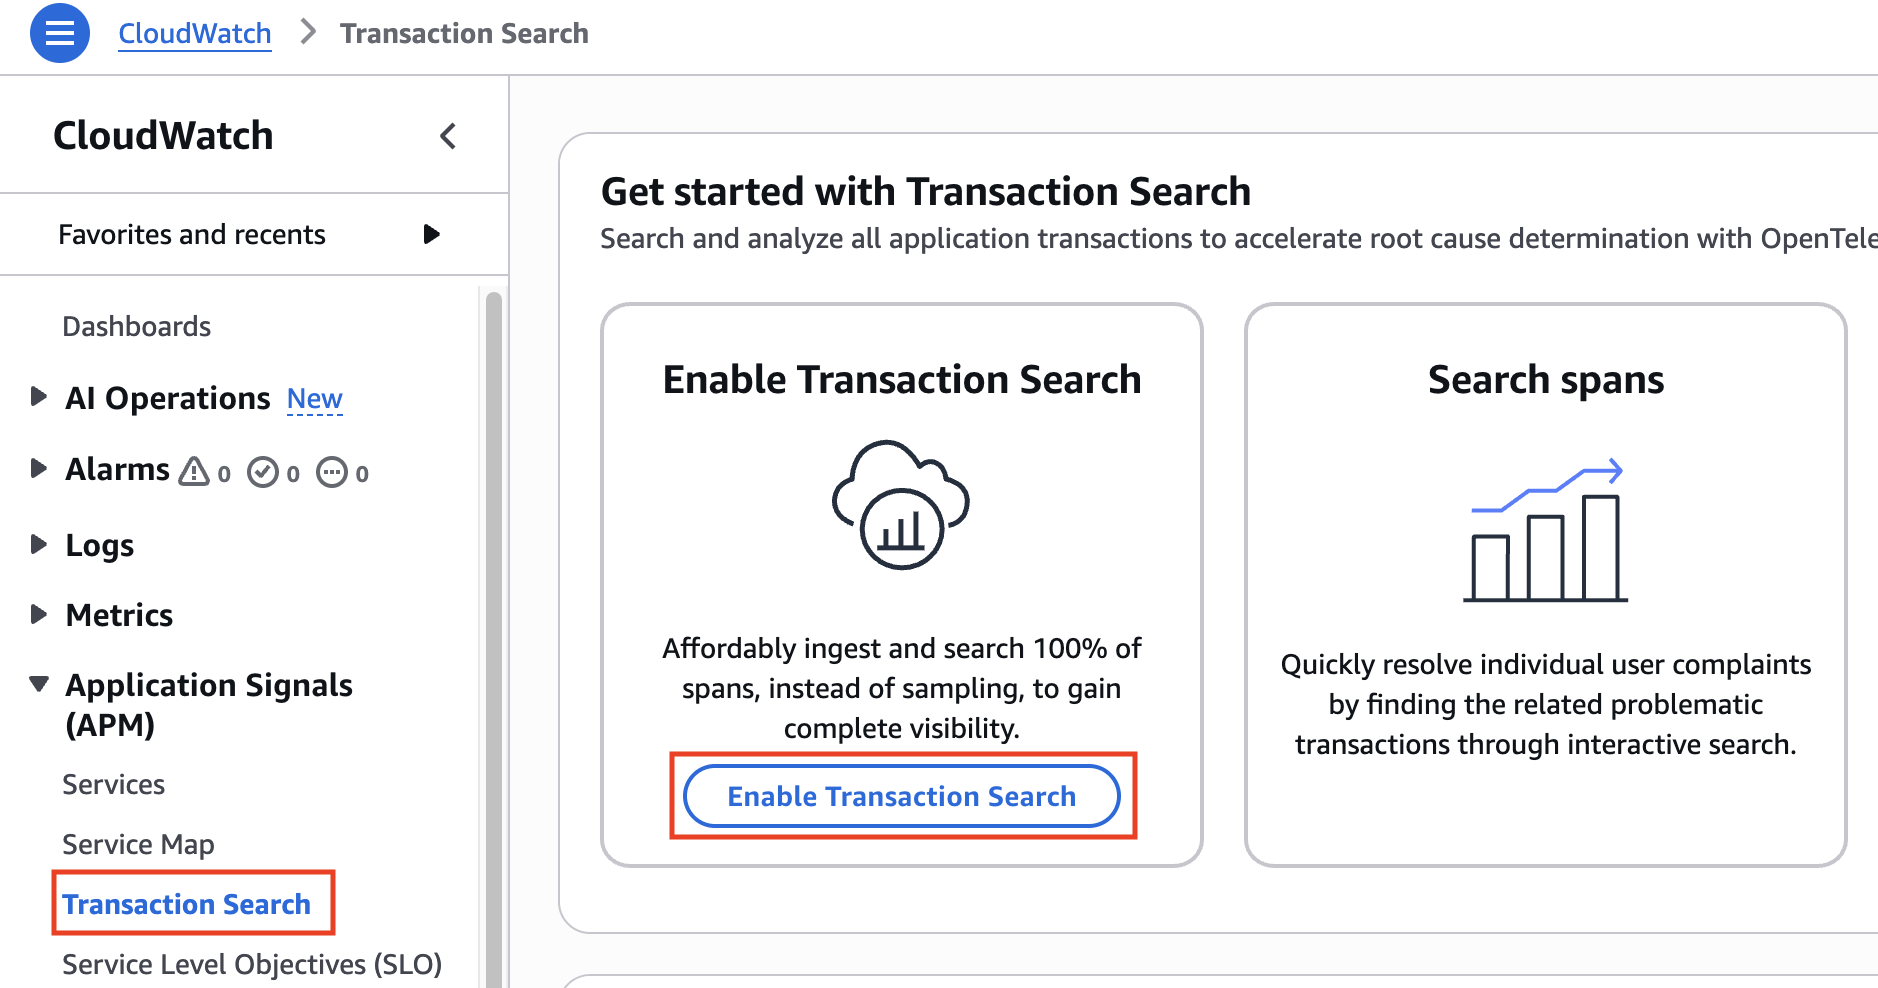 CloudWatch > Transaction Search
CloudWatch
Favorites and recents
Dashboards
AI Operations New
Alarms 0 0 0
Logs
Metrics
Application Signals
(APM)
Services
Service Map
Transaction Search
Service Level Objectives (SLO)
Get started with Transaction Search
Search and analyze all application transactions to accelerate root cause determination with OpenTele
Enable Transaction Search
Affordably ingest and search 100% of
spans, instead of sampling, to gain
complete visibility.
Enable Transaction Search
Search spans
Quickly resolve individual user complaints
by finding the related problematic
transactions through interactive search.